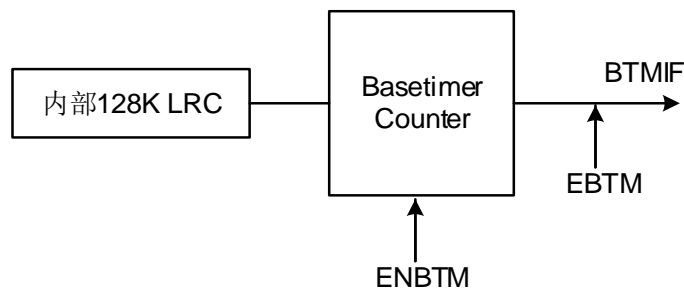 内部128K LRC
Basetimer
Counter
BTMIF
EBTM
ENBTM